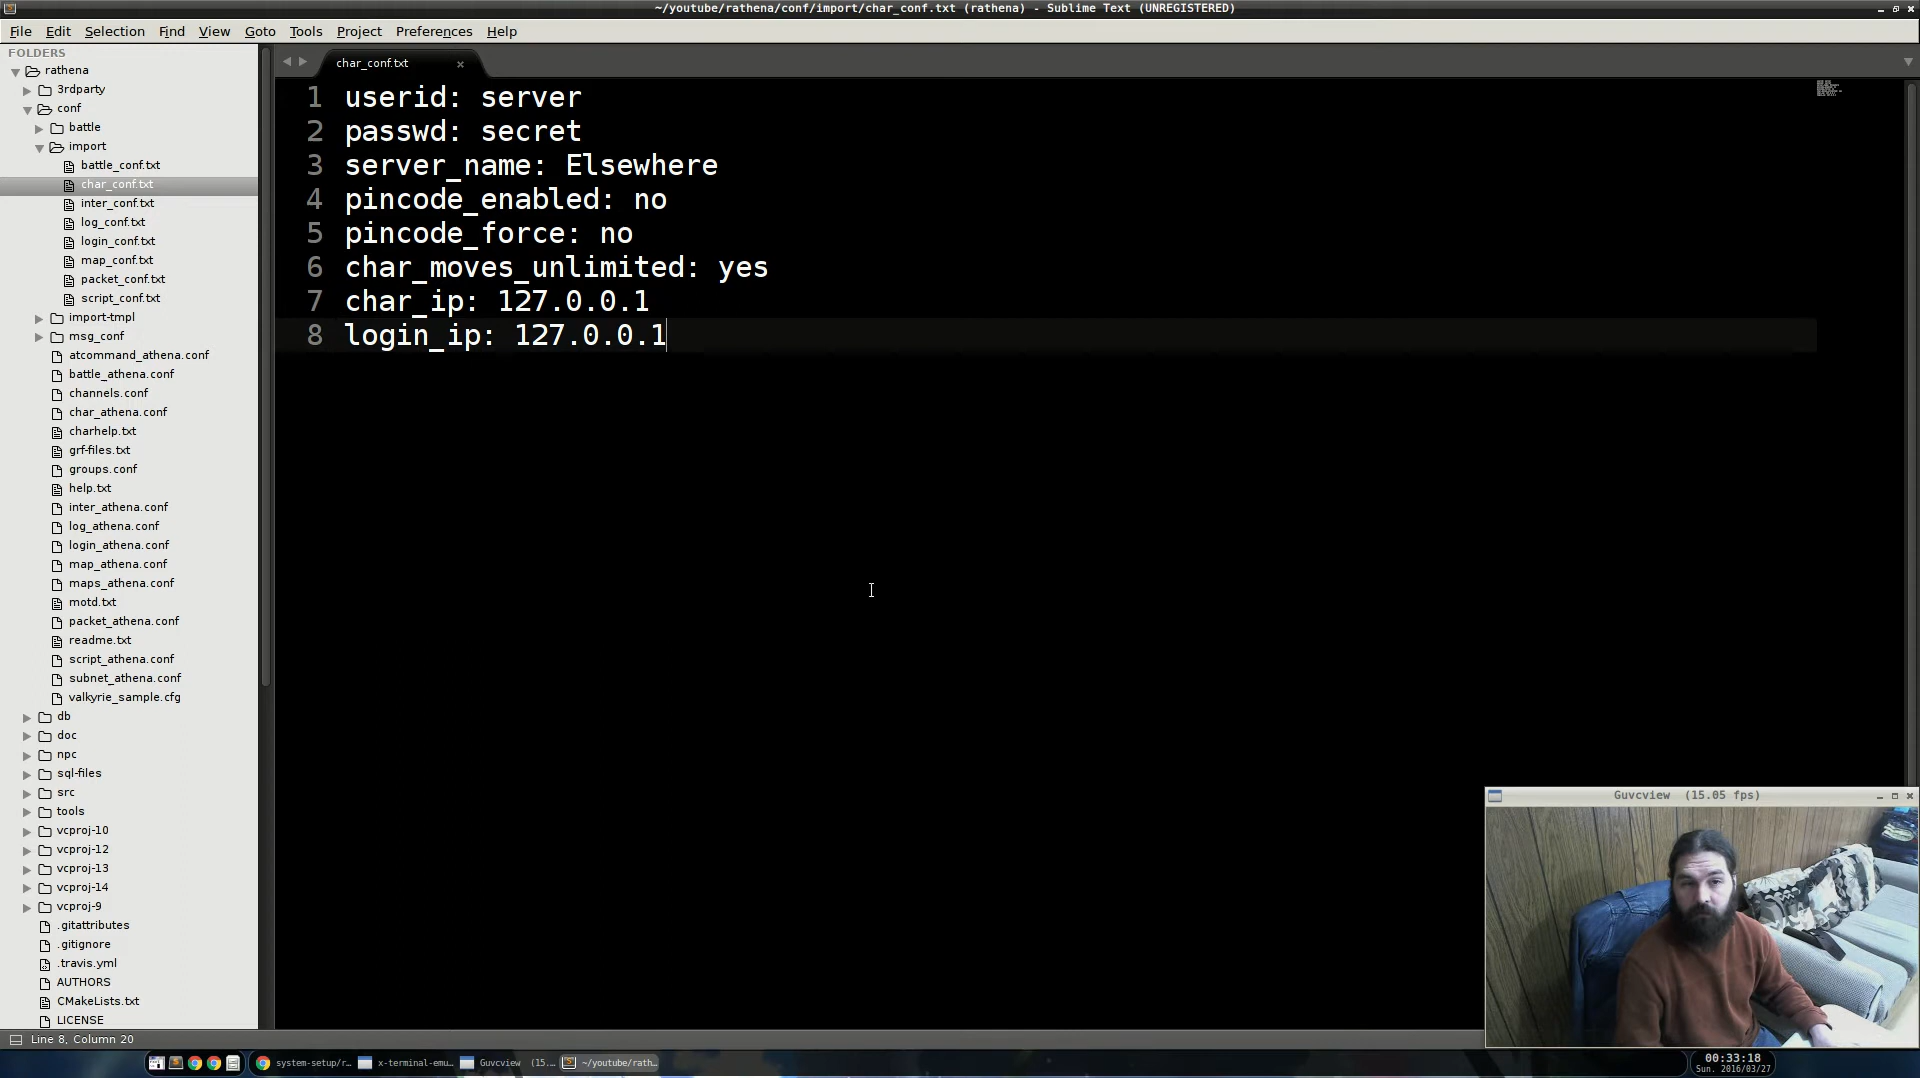 ~/youtube/rathena/conf/import/char_conf.txt (rathena) - Sublime Text (UNREGISTERED)
File Edit Selection Find View Goto Tools Project Preferences Help
FOLDERS
rathena
3rdparty
conf
battle
import
battle_conf.txt
char_conf.txt
inter_conf.txt
log_conf.txt
login_conf.txt
map_conf.txt
packet_conf.txt
script_conf.txt
import-tmpl
msg_conf
atcommand_athena.conf
battle_athena.conf
channels.conf
char_athena.conf
charhelp.txt
grf-files.txt
groups.conf
help.txt
inter_athena.conf
log_athena.conf
login_athena.conf
map_athena.conf
maps_athena.conf
motd.txt
packet_athena.conf
readme.txt
script_athena.conf
subnet_athena.conf
valkyrie_sample.cfg
db
doc
npc
sql-files
src
tools
vcproj-10
vcproj-12
vcproj-13
vcproj-14
vcproj-9
.gitattributes
.gitignore
.travis.yml
AUTHORS
CMakeLists.txt
LICENSE
char_conf.txt
1 userid: server
2 passwd: secret
3 server_name: Elsewhere
4 pincode_enabled: no
5 pincode_force: no
6 char_moves_unlimited: yes
7 char_ip: 127.0.0.1
8 login_ip: 127.0.0.1
Guvcview (15.05 fps)
Line 8, Column 20
system-setup/r... x-terminal-emu... Guvcview (15.... ~/youtube/rath...
00:33:18
Sun. 2016/03/27